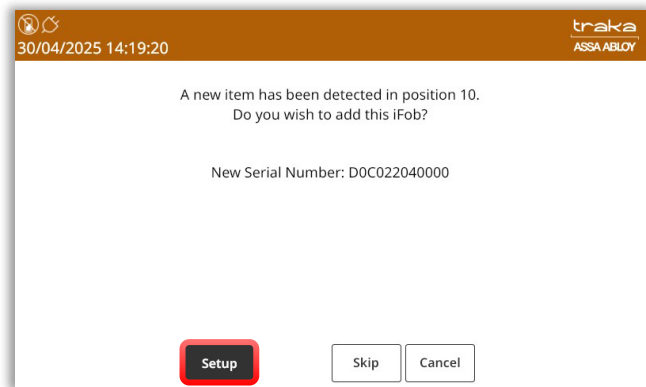 30/04/2025 14:19:20
traka
ASSA ABLOY
A new item has been detected in position 10.
Do you wish to add this iFob?
New Serial Number: D0C022040000
Setup
Skip
Cancel